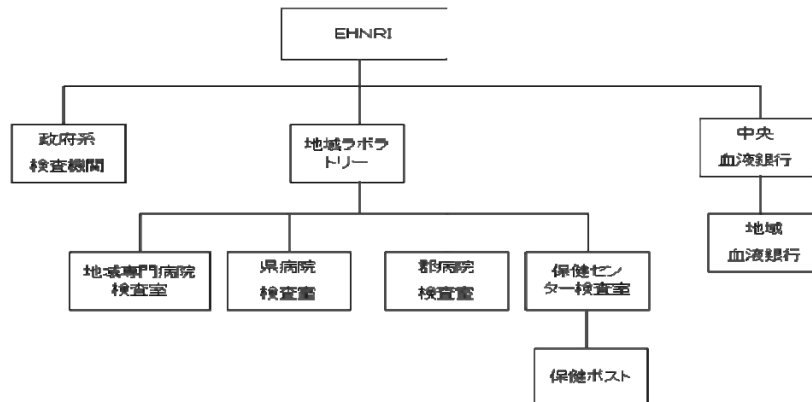 EHNRI
政府系
検査機関
地域ラボラ
トリー
中央
血液銀行
地域
血液銀行
地域専門病院
検査室
県病院
検査室
郡病院
検査室
保健セン
ター検査室
保健ポスト